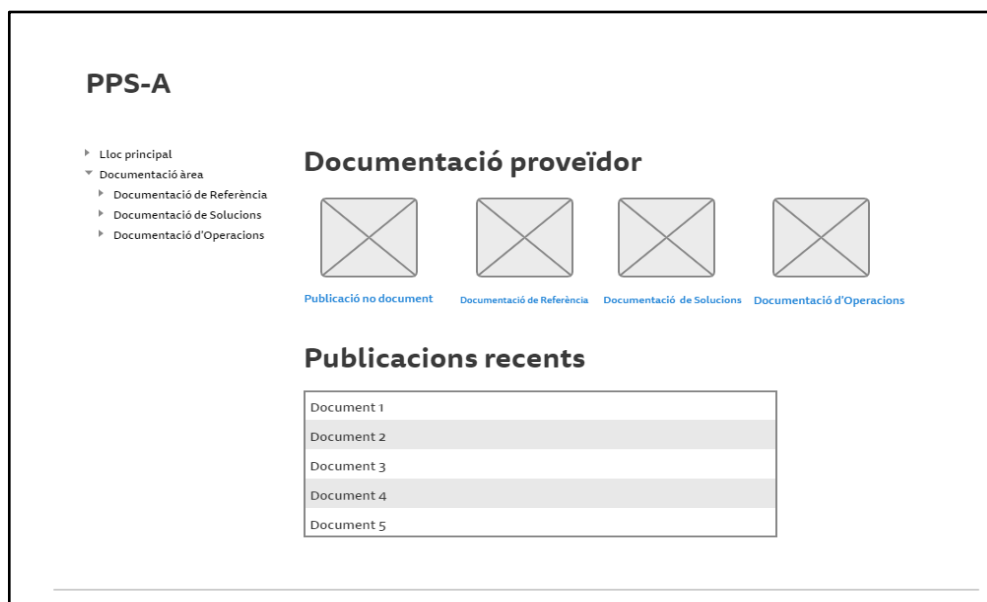 PPS-A
Lloc principal
Documentació àrea
Documentació de Referència
Documentació de Solucions
Documentació d'Operacions
Documentació proveïdor
Publicació no document
Documentació de Referència
Documentació de Solucions
Documentació d'Operacions
Publicacions recents
Document 1
Document 2
Document 3
Document 4
Document 5